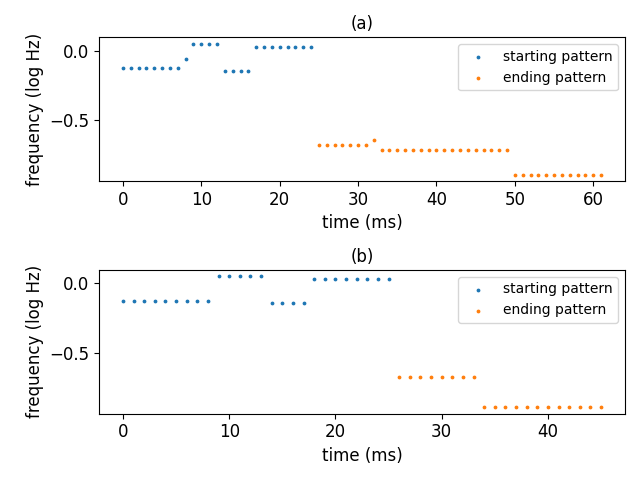 (a)
frequency (log Hz)
0.0
−0.5
starting pattern
ending pattern
0 10 20 30 40 50 60
time (ms)
(b)
frequency (log Hz)
0.0
−0.5
starting pattern
ending pattern
0 10 20 30 40
time (ms)